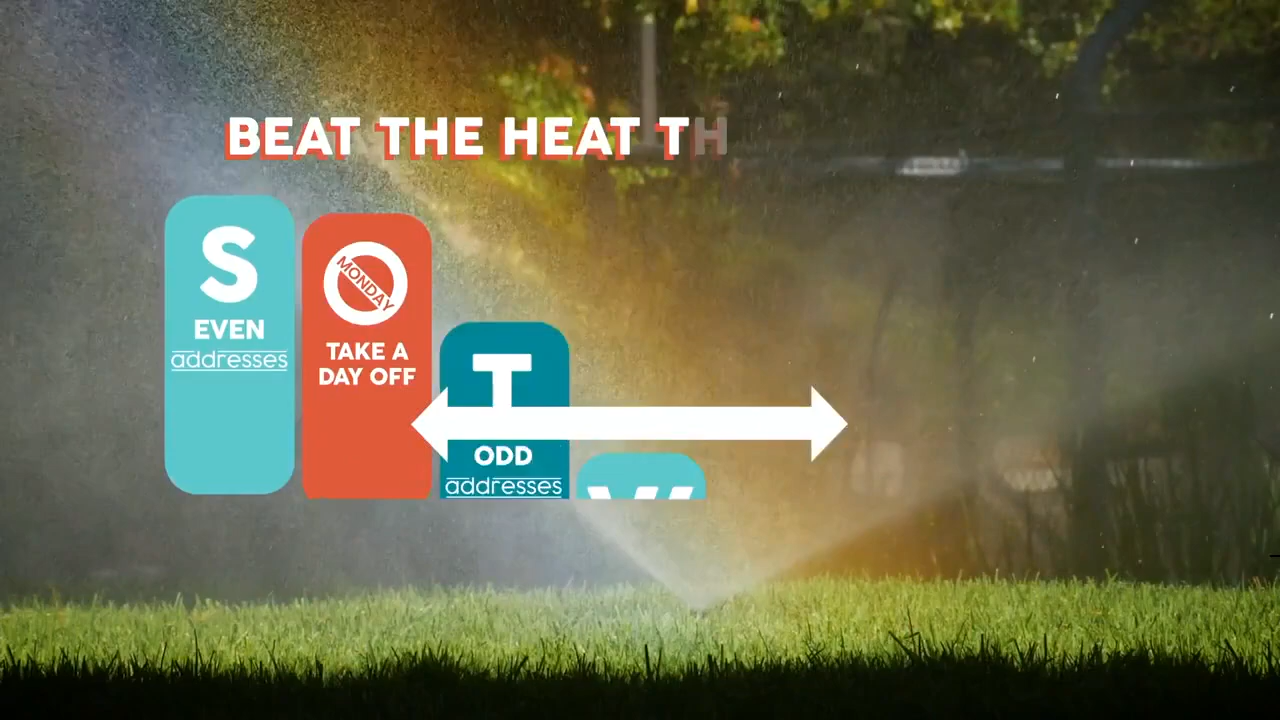 BEAT THE HEAT TH
S
EVEN
addresses
MONDAY
TAKE A
DAY OFF
T
ODD
addresses
W